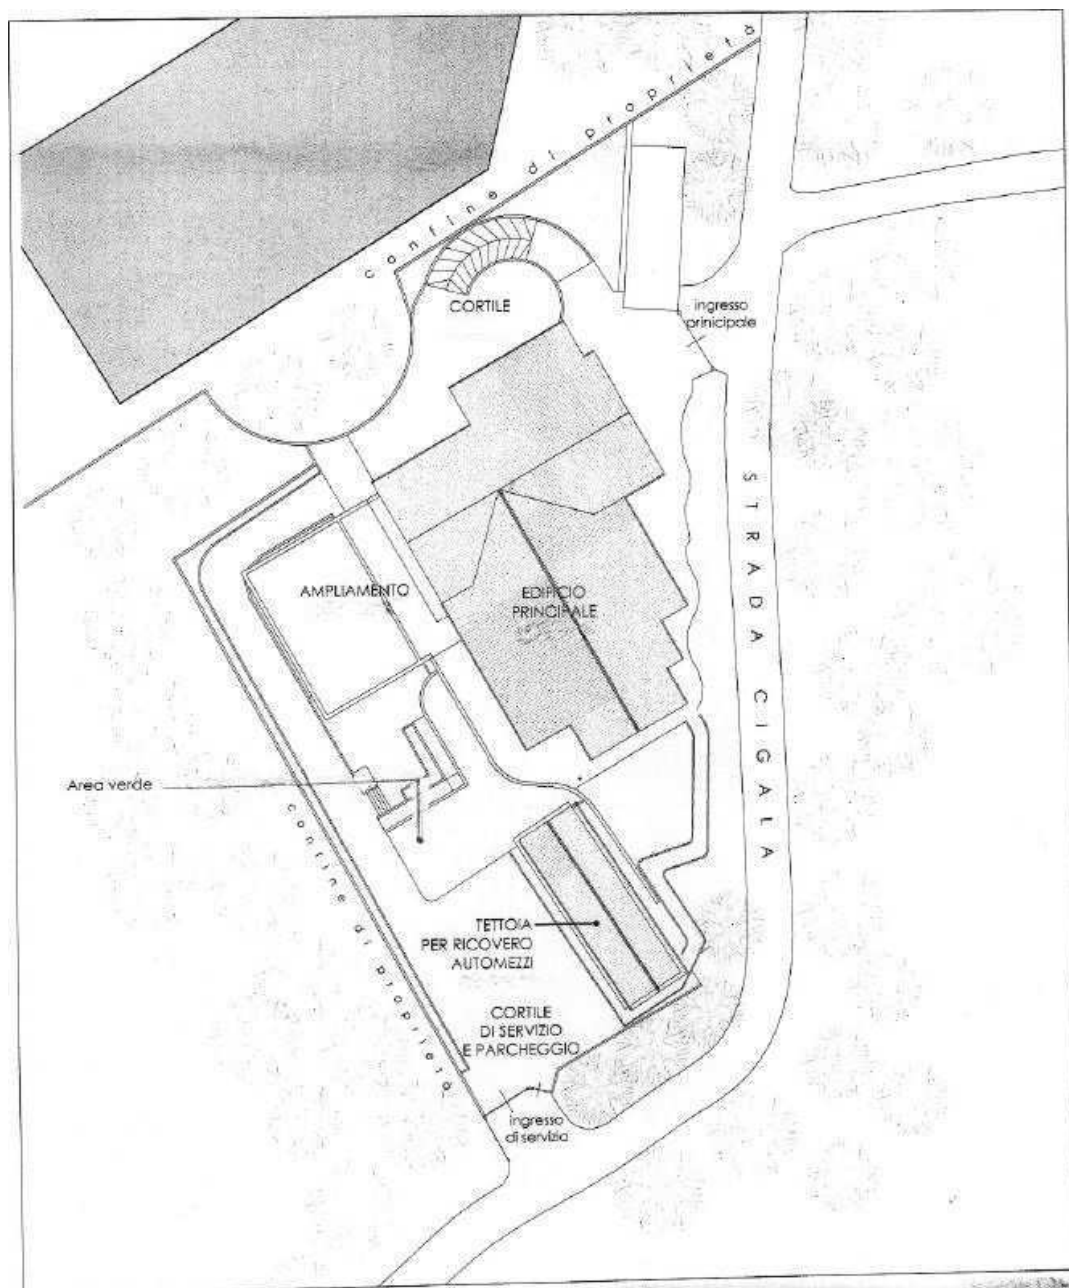 confine di proprietà
CORTILE
ingresso
prinicipale
STRADA CIGALA
AMPLIAMENTO
EDIFICIO
PRINCIPALE
Area verde
confine di proprietà
TETTOIA
PER RICOVERO
AUTOMEZZI
CORTILE
DI SERVIZIO
E PARCHEGGIO
ingresso
di servizio